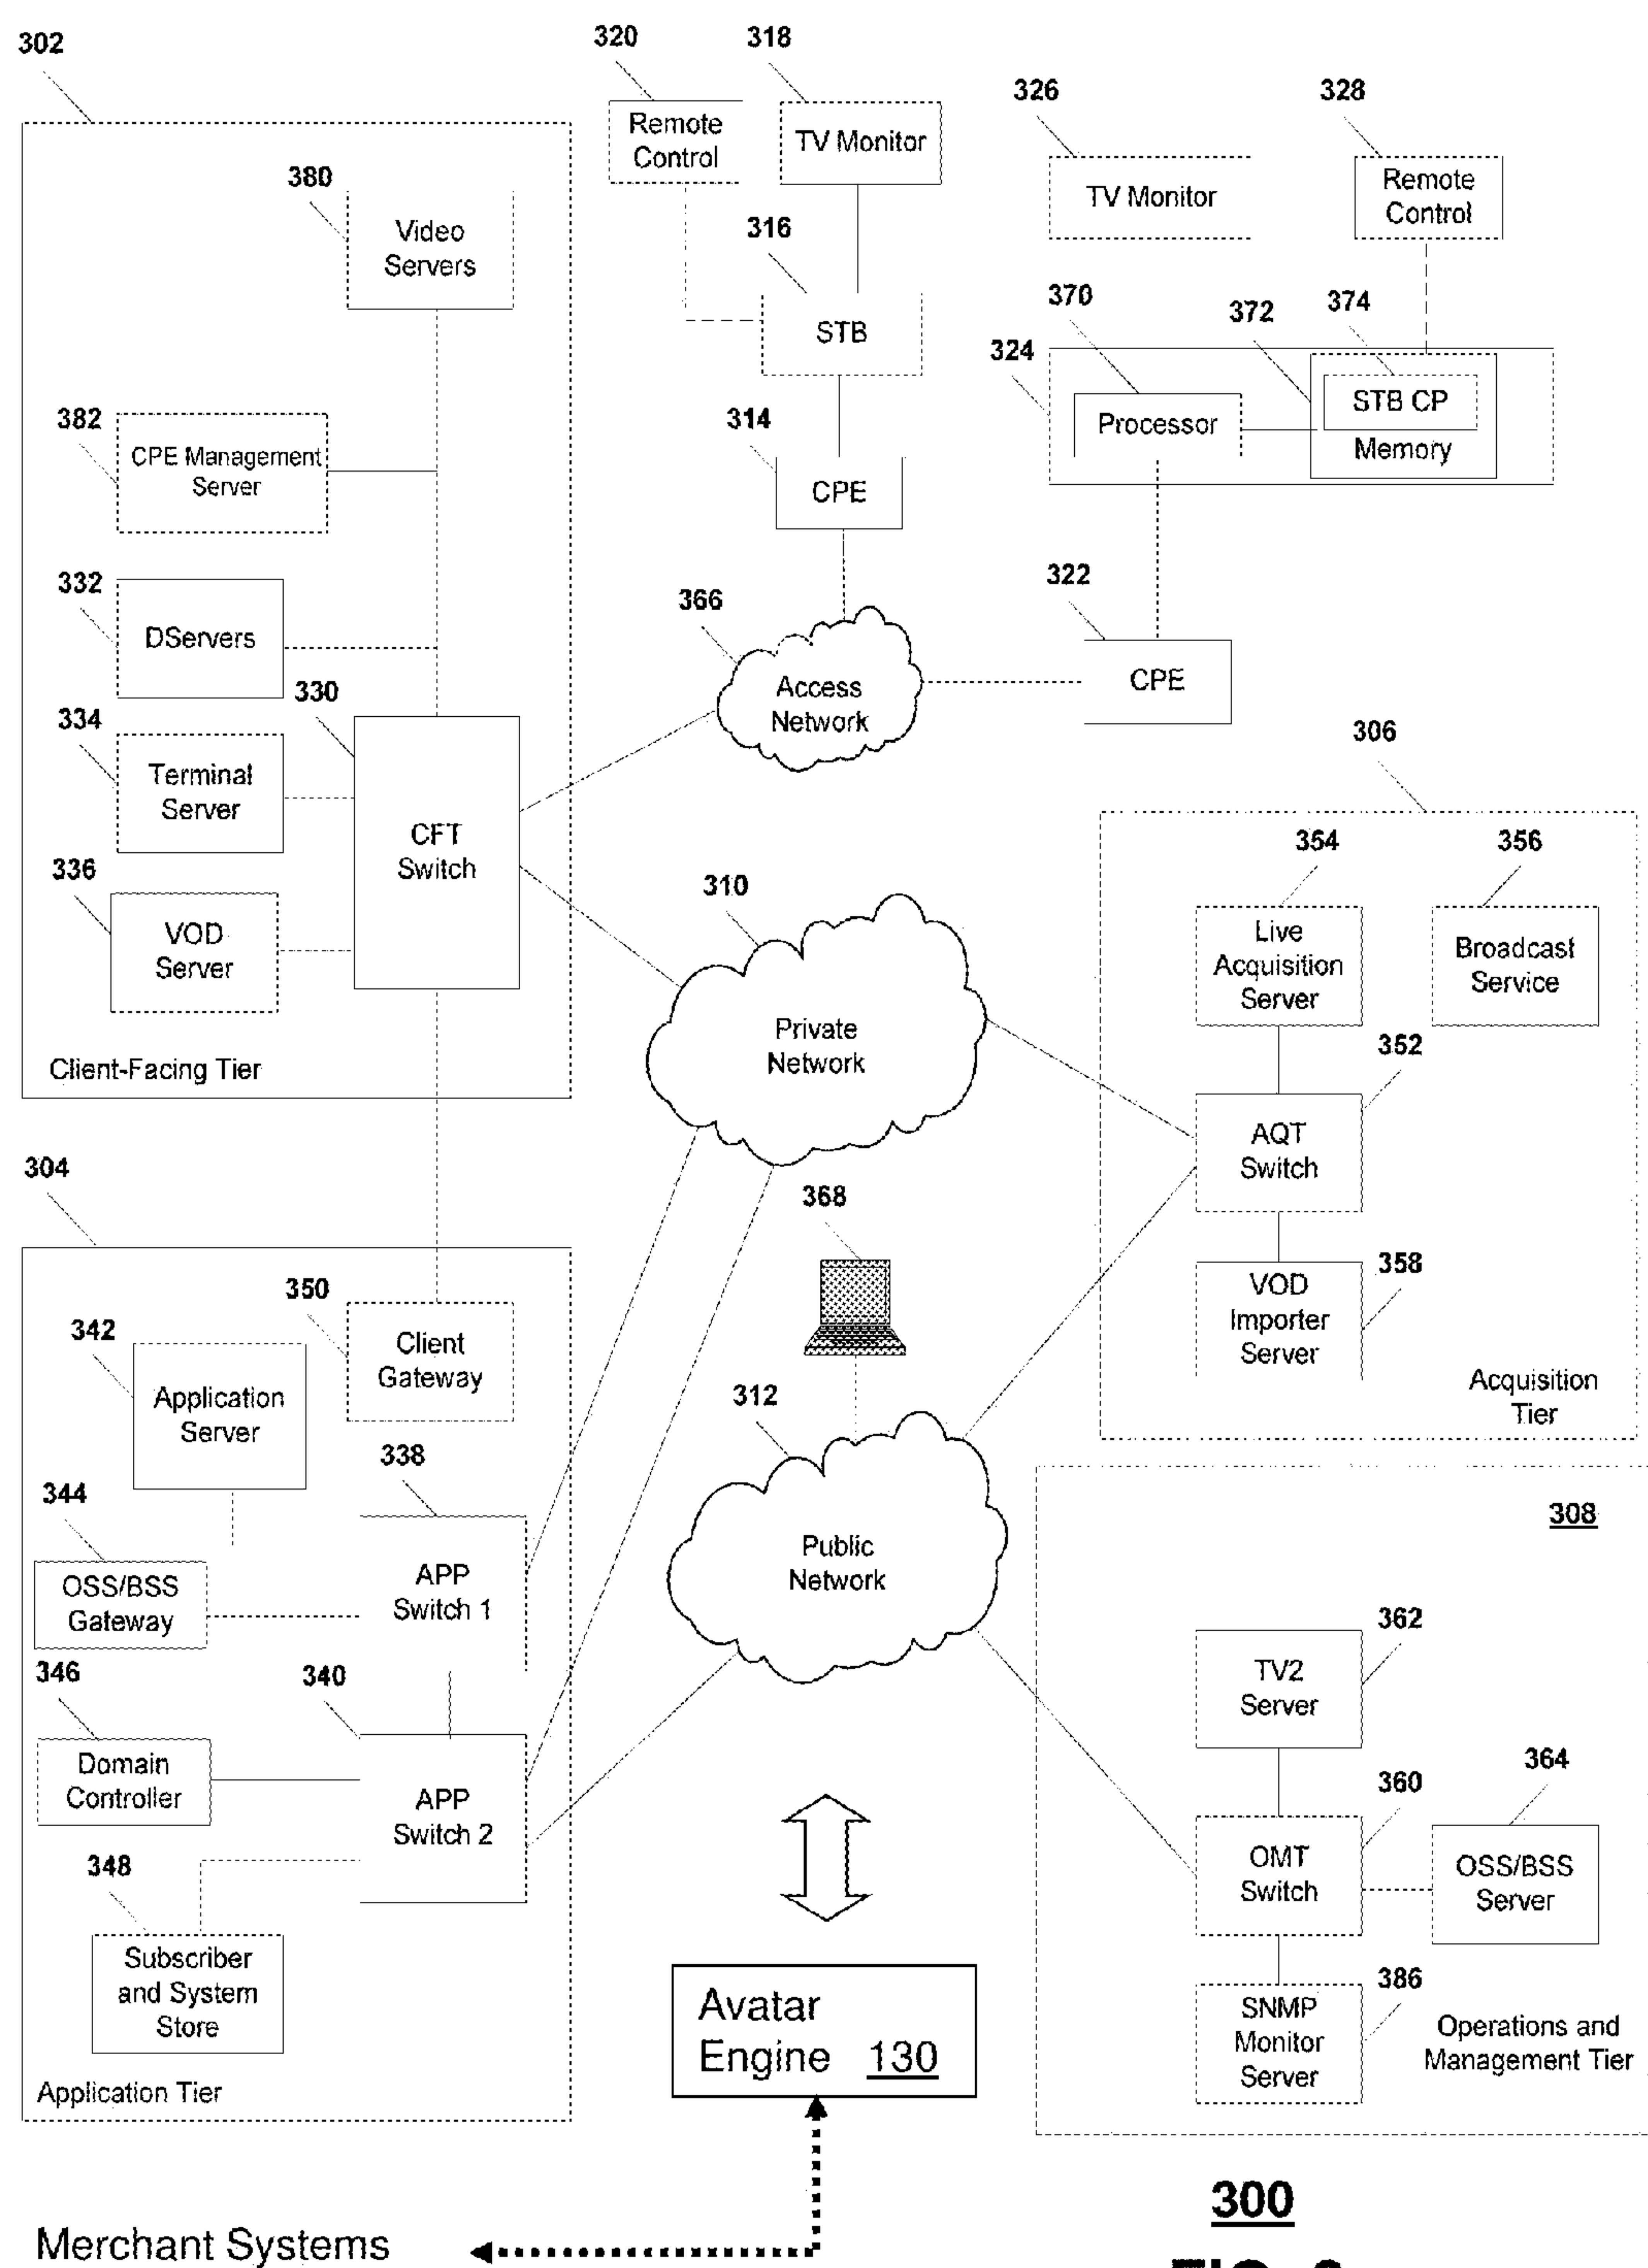 302
320
318
326
328
Remote
Control
TV Monitor
TV Monitor
Remote
Control
380
Video
Servers
316
STB
370
372
374
324
STB CP
Processor
Memory
382
CPE Management
Server
314
CPE
332
DServers
366
Access
Network
322
CPE
330
334
Terminal
Server
CFT
Switch
336
VOD
Server
Client-Facing Tier
310
Private
Network
306
354
356
Live
Acquisition
Server
Broadcast
Service
352
AQT
Switch
358
VOD
Importer
Server
Acquisition
Tier
304
368
350
Client
Gateway
342
Application
Server
312
Public
Network
338
344
OSS/BSS
Gateway
APP
Switch 1
346
340
Domain
Controller
APP
Switch 2
348
Subscriber
and System
Store
Application Tier
308
362
TV2
Server
360
364
OMT
Switch
OSS/BSS
Server
386
SNMP
Monitor
Server
Operations and
Management Tier
Avatar
Engine 130
300
Merchant Systems